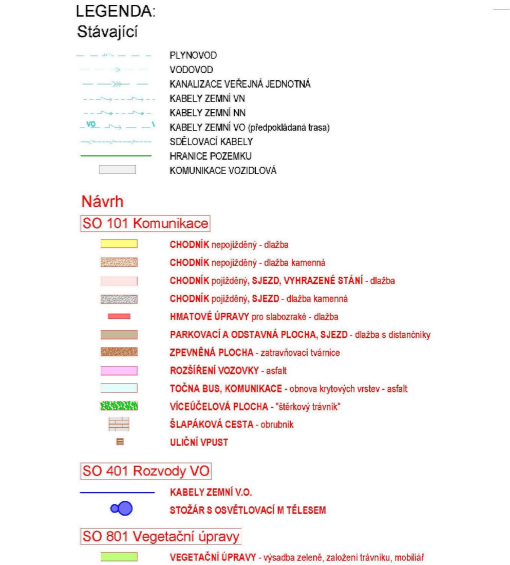 LEGENDA:
Stávající
PLYNOVOD
VODOVOD
KANALIZACE VEŘEJNÁ JEDNOTNÁ
KABELY ZEMNÍ VN
KABELY ZEMNÍ NN
VO KABELY ZEMNÍ VO (předpokládaná trasa)
SDĚLOVACÍ KABELY
HRANICE POZEMKU
KOMUNIKACE VOZIDLOVÁ
Návrh
SO 101 Komunikace
CHODNÍK nepojížděný - dlažba
CHODNÍK nepojížděný - dlažba kamenná
CHODNÍK pojížděný, SJEZD, VYHRAZENÉ STÁNÍ - dlažba
CHODNÍK pojížděný, SJEZD - dlažba kamenná
HMATOVÉ ÚPRAVY pro slabozraké - dlažba
PARKOVACÍ A ODSTAVNÁ PLOCHA, SJEZD - dlažba s distančníky
ZPEVNĚNÁ PLOCHA - zatravňovací tvárnice
ROZŠÍŘENÍ VOZOVKY - asfalt
TOČNA BUS, KOMUNIKACE - obnova krytových vrstev - asfalt
VÍCEÚČELOVÁ PLOCHA - "štěrkový trávník"
ŠLAPÁKOVÁ CESTA - obrubník
ULIČNÍ VPUST
SO 401 Rozvody VO
KABELY ZEMNÍ V.O.
STOŽÁR S OSVĚTLOVACÍ M TĚLESEM
SO 801 Vegetační úpravy
VEGETAČNÍ ÚPRAVY - výsadba zeleně, založení trávníku, mobiliář